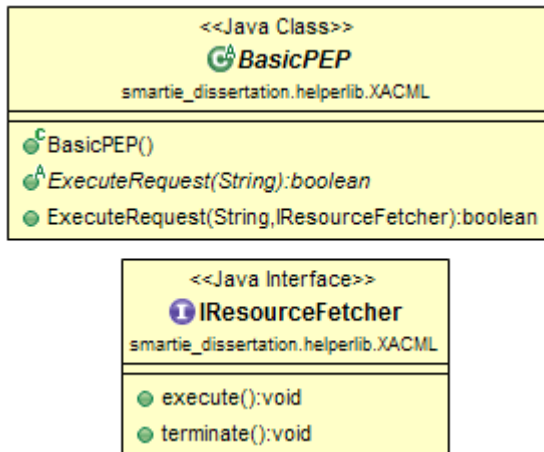 <<Java Class>>
BasicPEP
smartie_dissertation.helperlib.XACML
BasicPEP()
ExecuteRequest(String):boolean
ExecuteRequest(String,IResourceFetcher):boolean
<<Java Interface>>
IResourceFetcher
smartie_dissertation.helperlib.XACML
execute():void
terminate():void